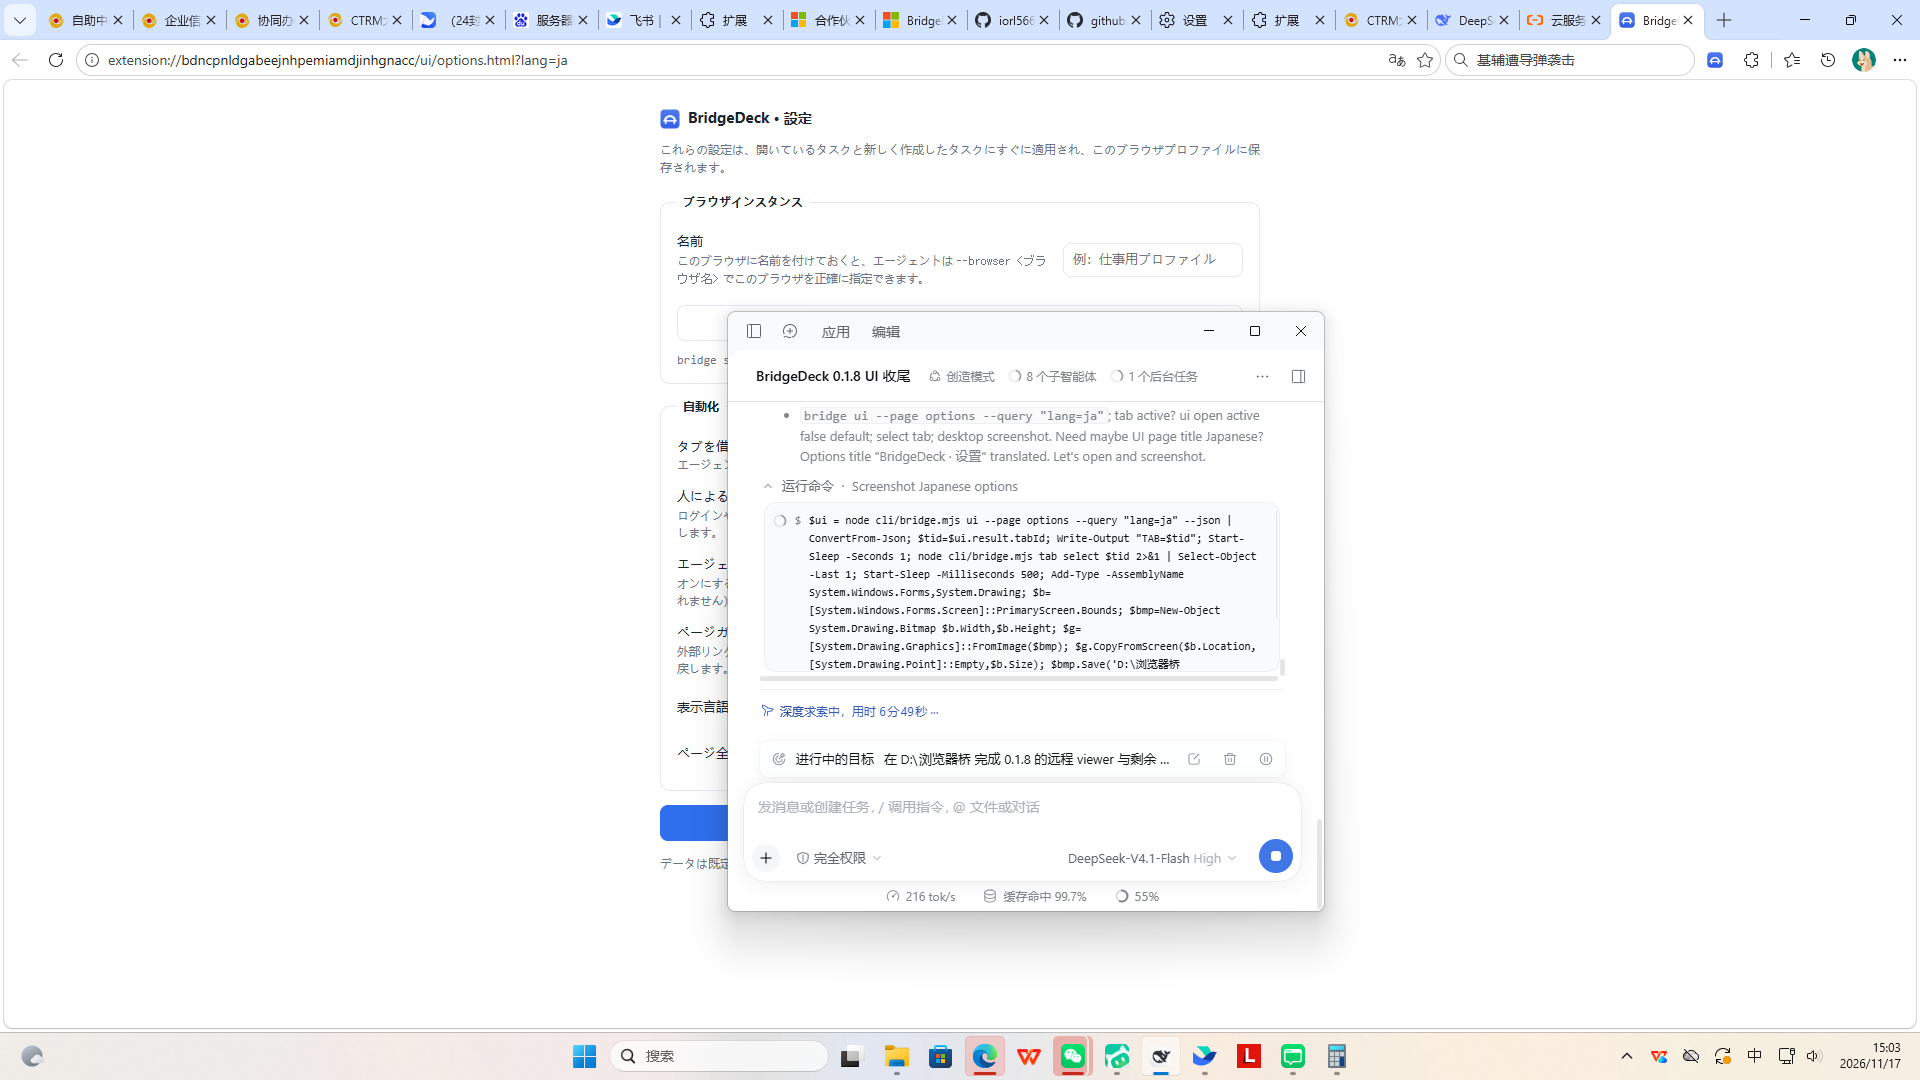 自助中
企业信
协同办
CTRM
(24封
服务器
飞书 |
扩展
合作伙
Bridge
iorl566
github
设置
扩展
CTRM
DeepS
云服务
Bridge
extension://bdncpnldgabeejnhpemiamdjinhgnacc/ui/options.html?lang=ja
基辅遭导弹袭击
BridgeDeck • 設定
これらの設定は、開いているタスクと新しく作成したタスクにすぐに適用され、このブラウザプロファイルに保
存されます。
ブラウザインスタンス
名前
このブラウザに名前を付けておくと、エージェントは --browser <ブラ
ウザ名> でこのブラウザを正確に指定できます。
例: 仕事用プロファイル
bridge s
自動化
タブを借
エージェン
人による
ログインや
します。
エージェ
オンにする
れません)
ページガ
外部リン
戻します。
表示言語
ページ全
データは既定
应用 编辑
BridgeDeck 0.1.8 UI 收尾 创造模式 8 个子智能体 1 个后台任务
bridge ui --page options --query "lang=ja"; tab active? ui open active
false default; select tab; desktop screenshot. Need maybe UI page title Japanese?
Options title "BridgeDeck · 设置" translated. Let's open and screenshot.
运行命令 · Screenshot Japanese options
$ $ui = node cli/bridge.mjs ui --page options --query "lang=ja" --json |
ConvertFrom-Json; $tid=$ui.result.tabId; Write-Output "TAB=$tid"; Start-
Sleep -Seconds 1; node cli/bridge.mjs tab select $tid 2>&1 | Select-Object
-Last 1; Start-Sleep -Milliseconds 500; Add-Type -AssemblyName
System.Windows.Forms,System.Drawing; $b=
[System.Windows.Forms.Screen]::PrimaryScreen.Bounds; $bmp=New-Object
System.Drawing.Bitmap $b.Width,$b.Height; $g=
[System.Drawing.Graphics]::FromImage($bmp); $g.CopyFromScreen($b.Location,
[System.Drawing.Point]::Empty,$b.Size); $bmp.Save('D:\浏览器桥
深度求索中，用时 6分49秒 ···
进行中的目标 在 D:\浏览器桥 完成 0.1.8 的远程 viewer 与剩余 ...
发消息或创建任务, / 调用指令, @ 文件或对话
完全权限
DeepSeek-V4.1-Flash High
216 tok/s 缓存命中 99.7% 55%
搜索
中
15:03
2026/11/17